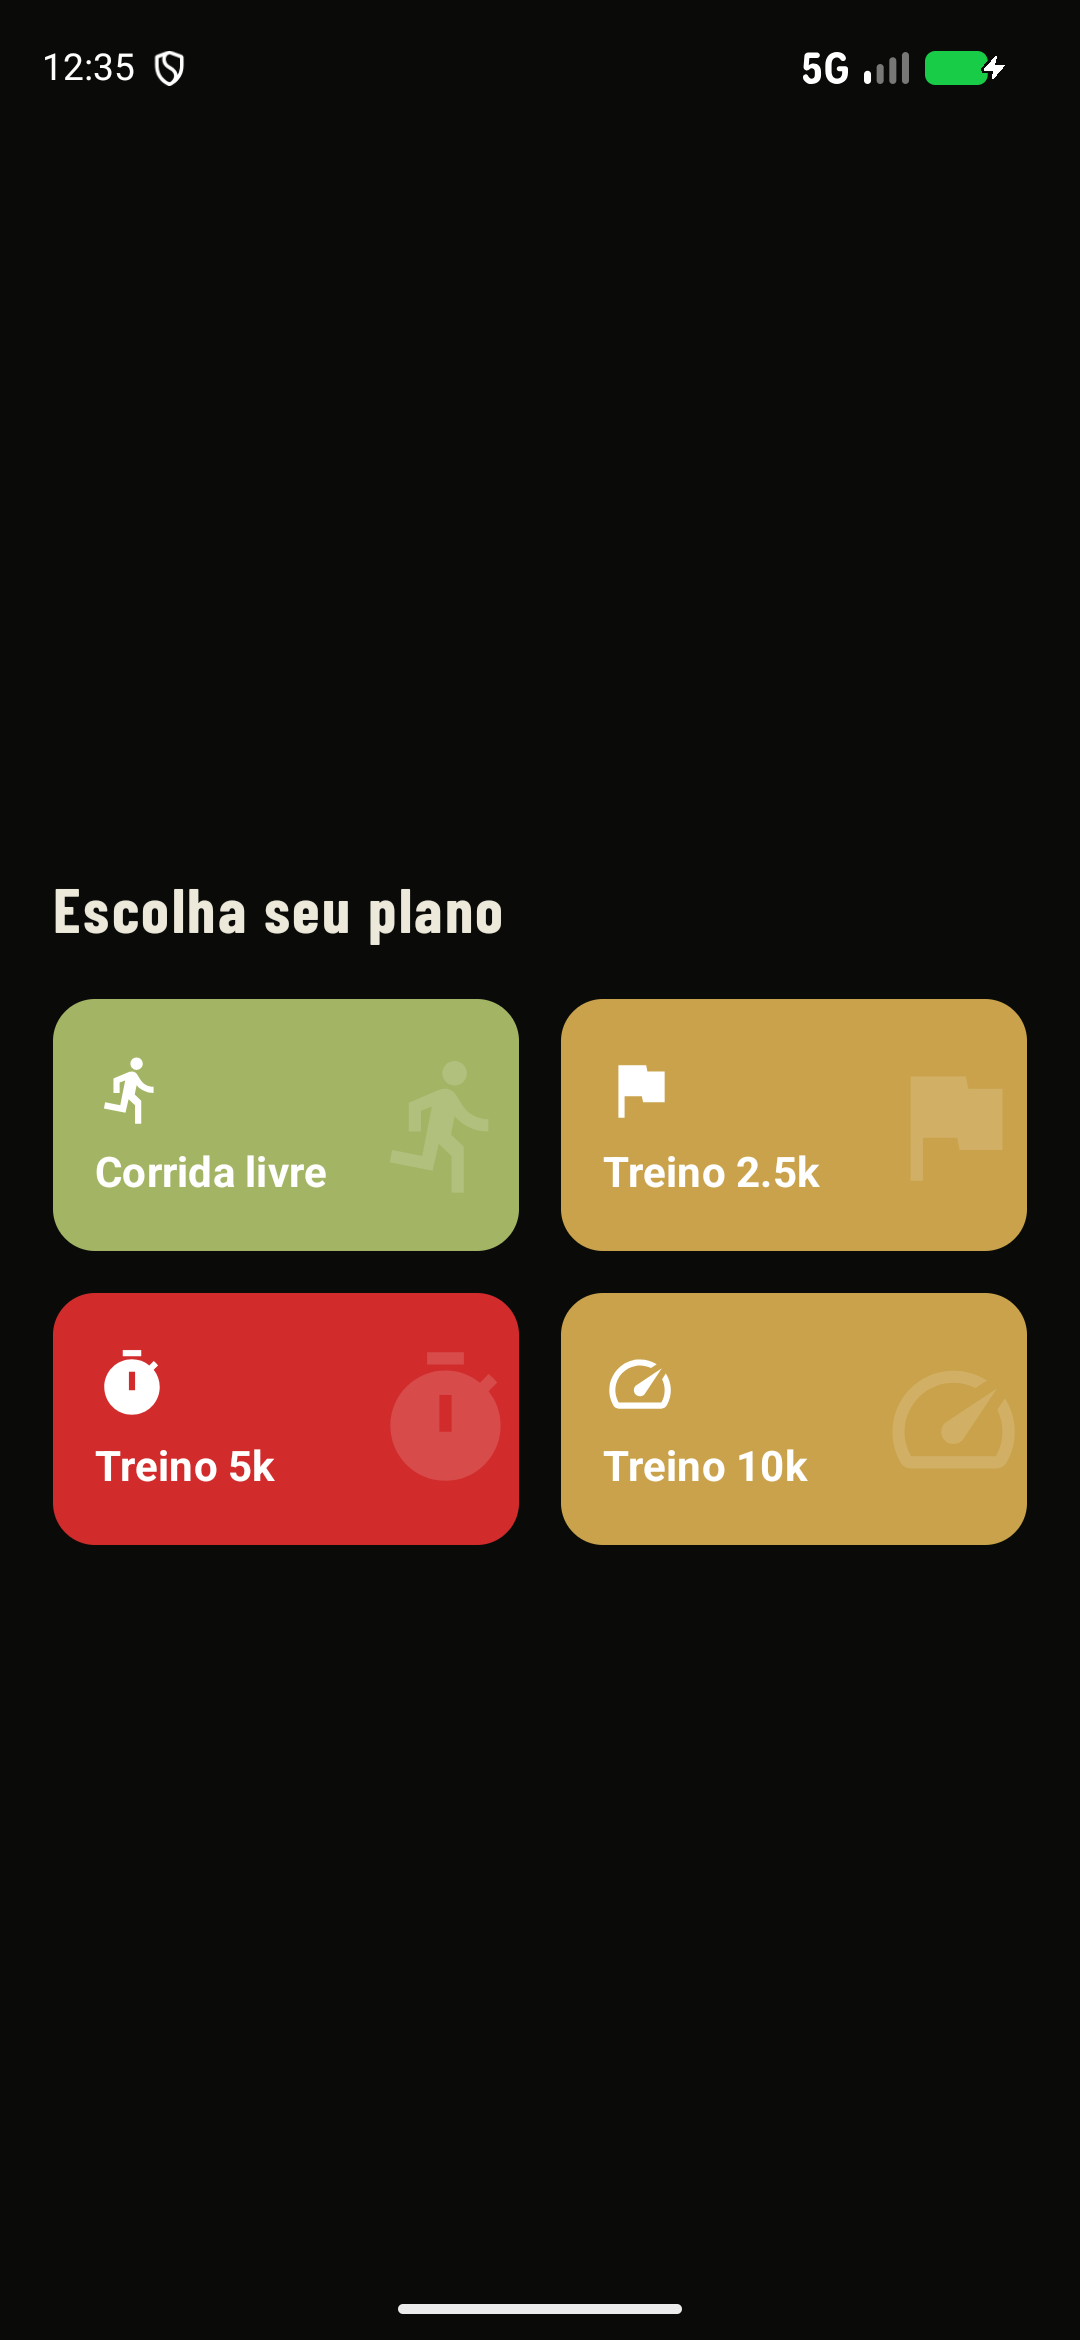 12:35
5G
Escolha seu plano
Corrida livre
Treino 2.5k
Treino 5k
Treino 10k